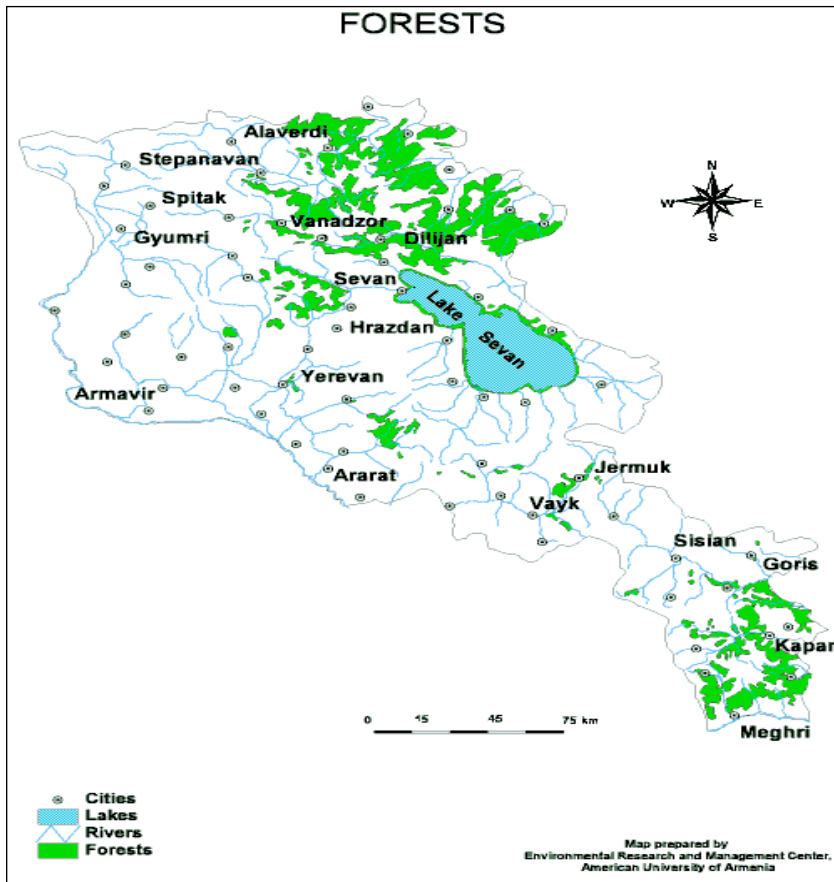 FORESTS
Alaverdi
Stepanavan
N
W
E
S
Spitak
Vanadzor
Gyumri
Dilijan
Sevan
Lake
Sevan
Hrazdan
Yerevan
Armavir
Ararat
Jermuk
Vayk
Sisian
Goris
Kapan
Meghri
0 15 45 75 km
Cities
Lakes
Rivers
Forests
Map prepared by
Environmental Research and Management Center,
American University of Armenia